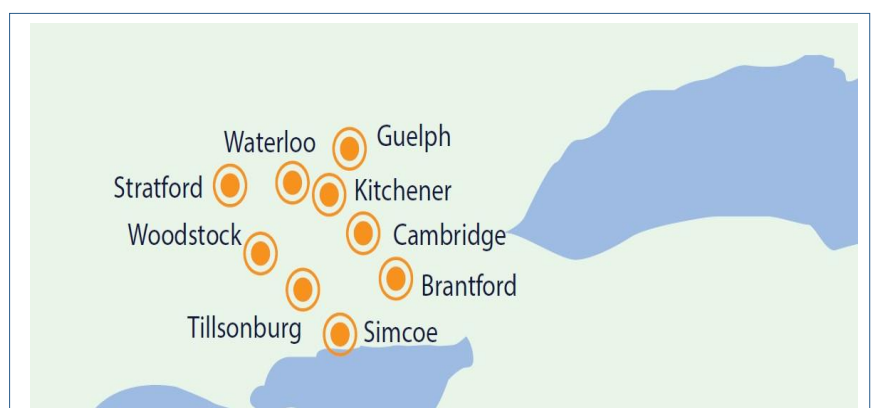 Guelph
Waterloo
Stratford
Kitchener
Woodstock
Cambridge
Brantford
Tillsonburg
Simcoe